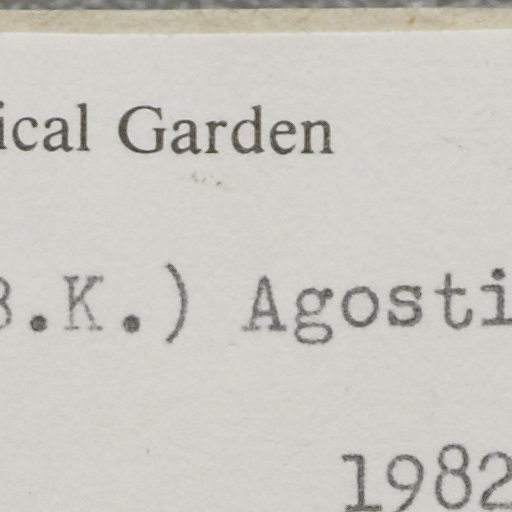 ical Garden
B.K.) Agosti
1982